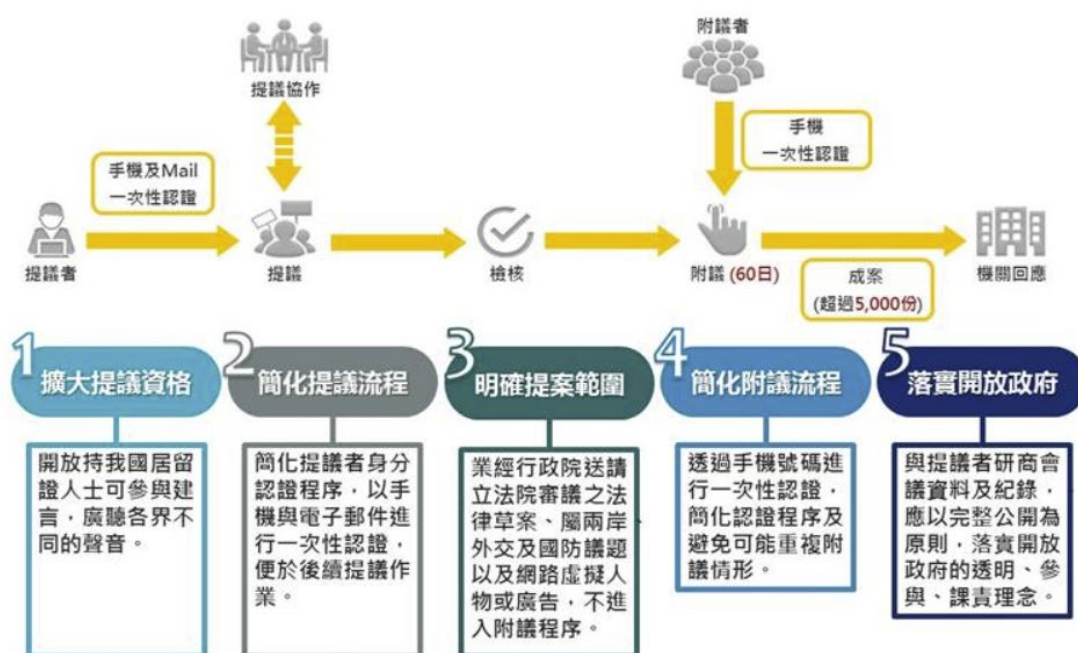 附議者
提議協作
手機及Mail
一次性認證
手機
一次性認證
提議者
提議
檢核
附議 (60日)
成案
(超過5,000份)
機關回應
1 擴大提議資格
開放持我國居留
證人士可參與建
言，廣聽各界不
同的聲音。
2 簡化提議流程
簡化提議者身分
認證程序，以手
機與電子郵件進
行一次性認證，
便於後續提議作
業。
3 明確提案範圍
業經行政院送請
立法院審議之法
律草案、屬兩岸
外交及國防議題
以及網路虛擬人
物或廣告，不進
入附議程序。
4 簡化附議流程
透過手機號碼進
行一次性認證，
簡化認證程序及
避免可能重複附
議情形。
5 落實開放政府
與提議者研商會
議資料及紀錄，
應以完整公開為
原則，落實開放
政府的透明、參
與、課責理念。